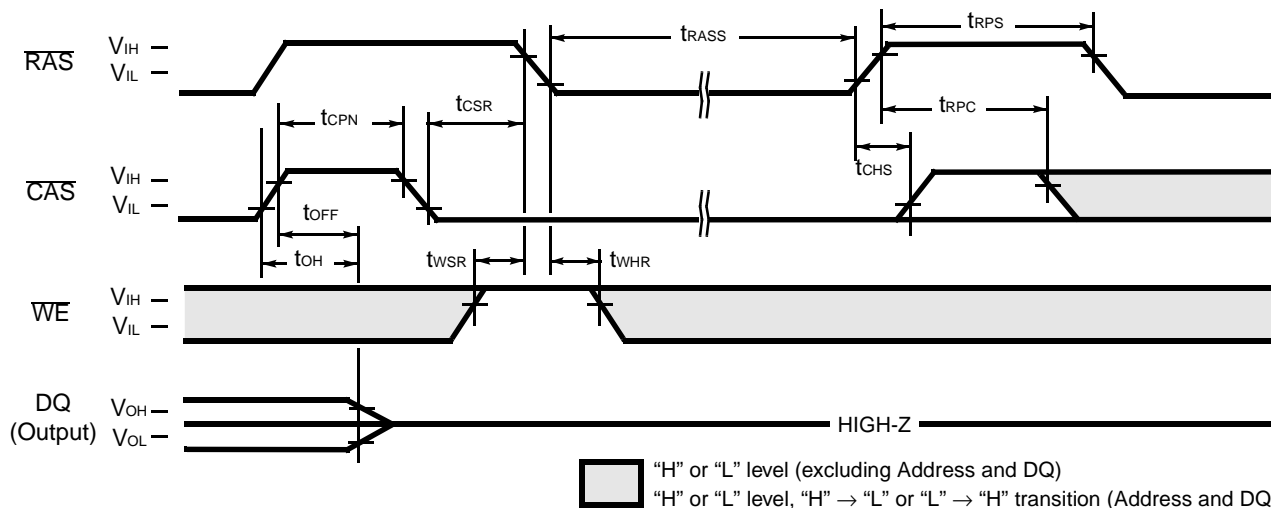 RAS
VIH
VIL
tRASS
tRPS
tCPN
tCSR
tRPC
CAS
VIH
VIL
tCHS
tOFF
tOH
tWSR
tWHR
WE
VIH
VIL
DQ
(Output)
VOH
VOL
HIGH-Z
“H” or “L” level (excluding Address and DQ)
“H” or “L” level, “H” → “L” or “L” → “H” transition (Address and DQ